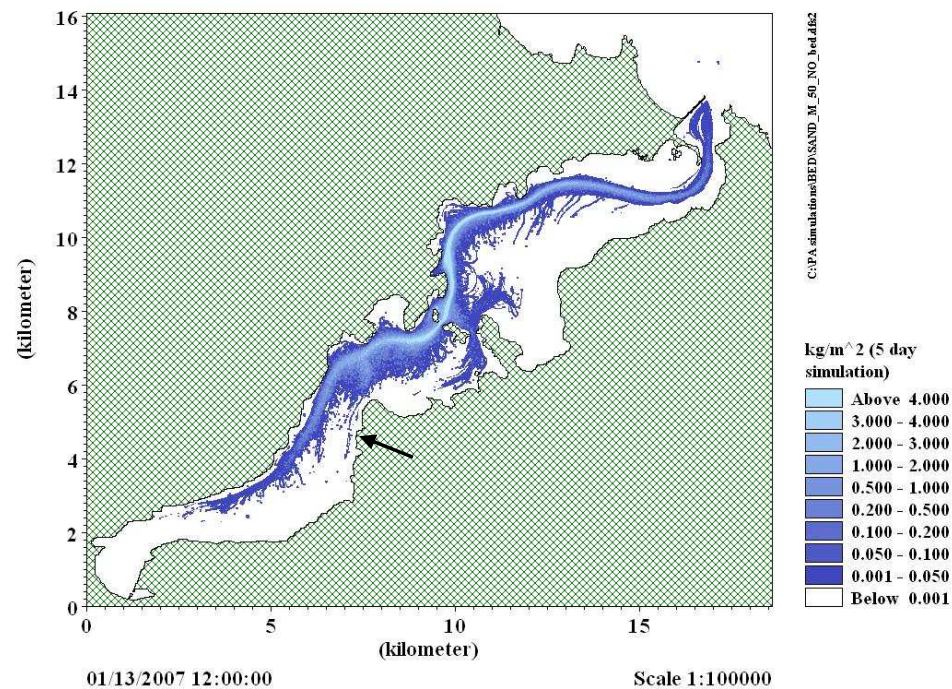 16
14
12
10
8
6
4
2
0
(kilometer)
0 5 10 15
(kilometer)
01/13/2007 12:00:00 Scale 1:100000
C:\PA simulations\BED\SAND_M_50_NO_bed.dfs2
kg/m^2 (5 day
simulation)
Above 4.000
3.000 - 4.000
2.000 - 3.000
1.000 - 2.000
0.500 - 1.000
0.200 - 0.500
0.100 - 0.200
0.050 - 0.100
0.001 - 0.050
Below 0.001